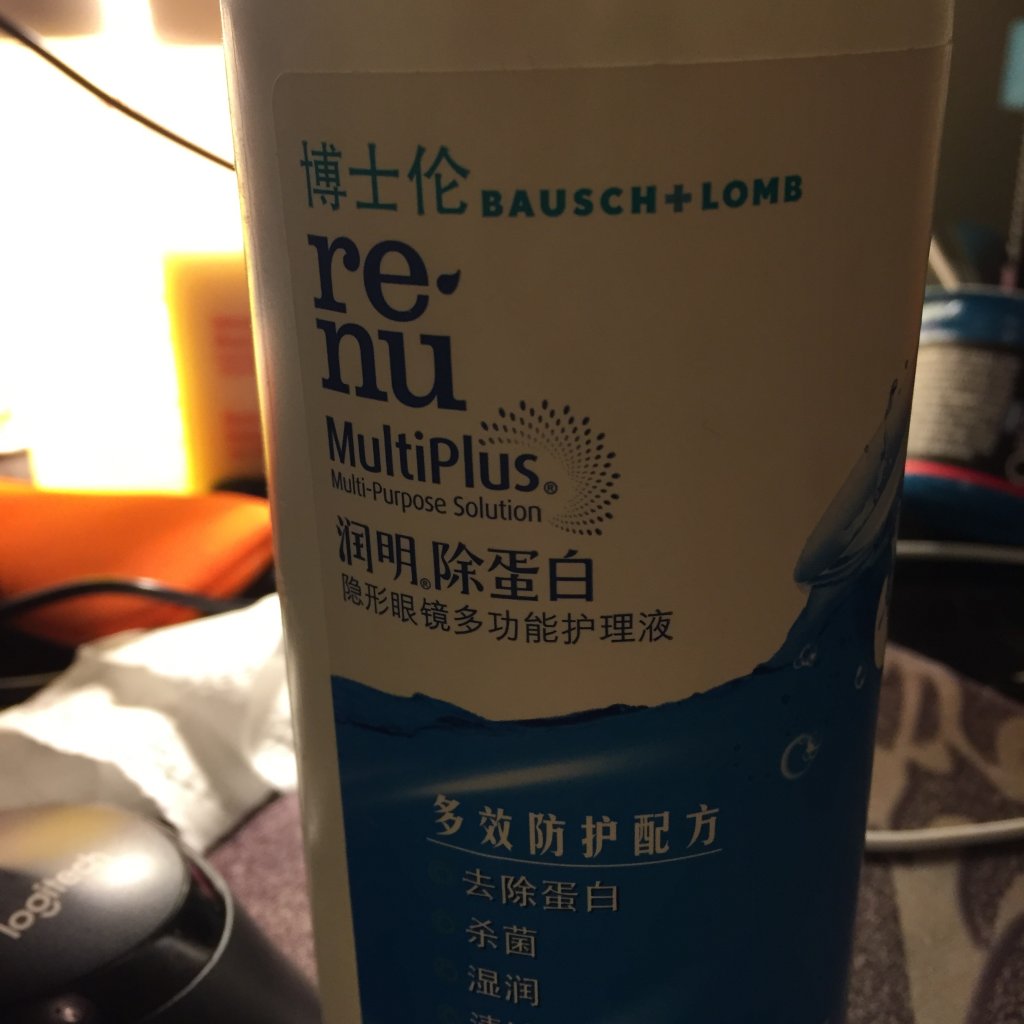 博士伦 BAUSCH+LOMB
re
nu
MultiPlus®
Multi-Purpose Solution
润明®除蛋白
隐形眼镜多功能护理液
多效防护配方
去除蛋白
杀菌
湿润
logitech